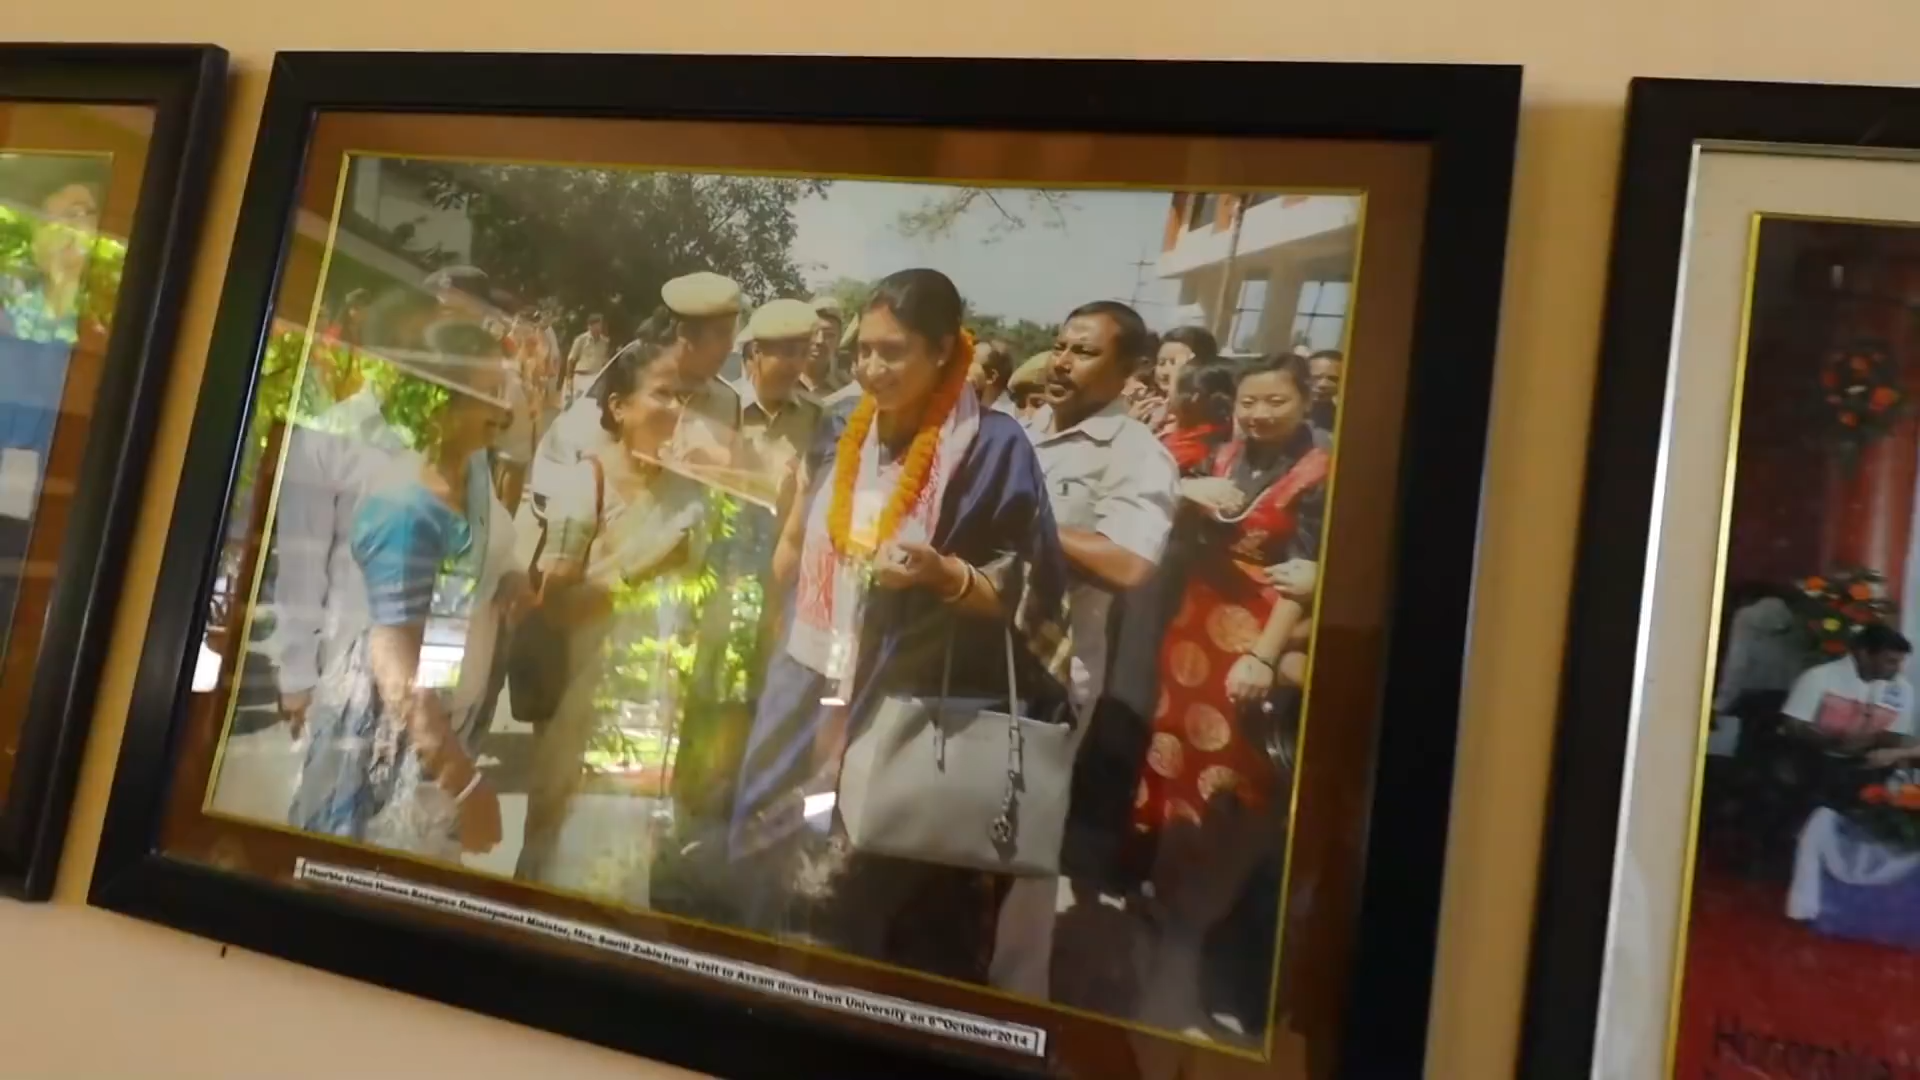 Hon'ble Union Human Resource Development Minister, Mrs. Smriti Zubin Irani visit to Assam down town University on 6th October'2014